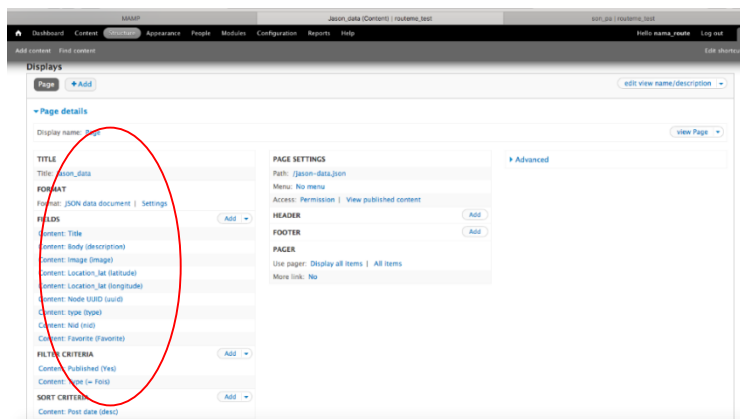 MAMP
Jason_data (Content) | routeme_test
son_pa | routeme_test
Dashboard Content Structure Appearance People Modules Configuration Reports Help
Hello nama_route Log out
Add content Find content
Edit shortcu
Displays
Page +Add
edit view name/description
Page details
Display name: Page
view Page
TITLE
Title: Jason_data
FORMAT
Format: JSON data document | Settings
FIELDS Add
Content: Title
Content: Body (description)
Content: Image (image)
Content: Location_lat (latitude)
Content: Location_lat (longitude)
Content: Node UUID (uuid)
Content: type (type)
Content: Nid (nid)
Content: Favorite (Favorite)
FILTER CRITERIA Add
Content: Published (Yes)
Content: Type (= Fois)
SORT CRITERIA Add
Content: Post date (desc)
PAGE SETTINGS
Path: /jason-data.json
Menu: No menu
Access: Permission | View published content
HEADER Add
FOOTER Add
PAGER
Use pager: Display all items | All items
More link: No
Advanced